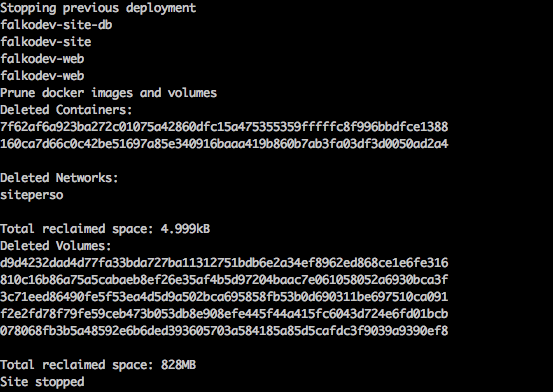 Stopping previous deployment
falkodev-site-db
falkodev-site
falkodev-web
falkodev-web
Prune docker images and volumes
Deleted Containers:
7f62af6a923ba272c01075a42860dfc15a475355359fffffc8f996bbdfce1388
160ca7d66c0c42be51697a85e340916baaa419b860b7ab3fa03df3d0050ad2a4
Deleted Networks:
siteperso
Total reclaimed space: 4.999kB
Deleted Volumes:
d9d4232dad4d77fa33bda727ba11312751bdb6e2a34ef8962ed868ce1e6fe316
810c16b86a75a5cabaeb8ef26e35af4b5d97204baac7e061058052a6930bca3f
3c71eed86490fe5f53ea4d5d9a502bca695858fb53b0d690311be697510ca091
f2e2fd78f79fe59ceb473b053db8e908efe445f44a415fc6043d724e6fd01bcb
078068fb3b5a48592e6b6ded393605703a584185a85d5cafdc3f9039a9390ef8
Total reclaimed space: 828MB
Site stopped